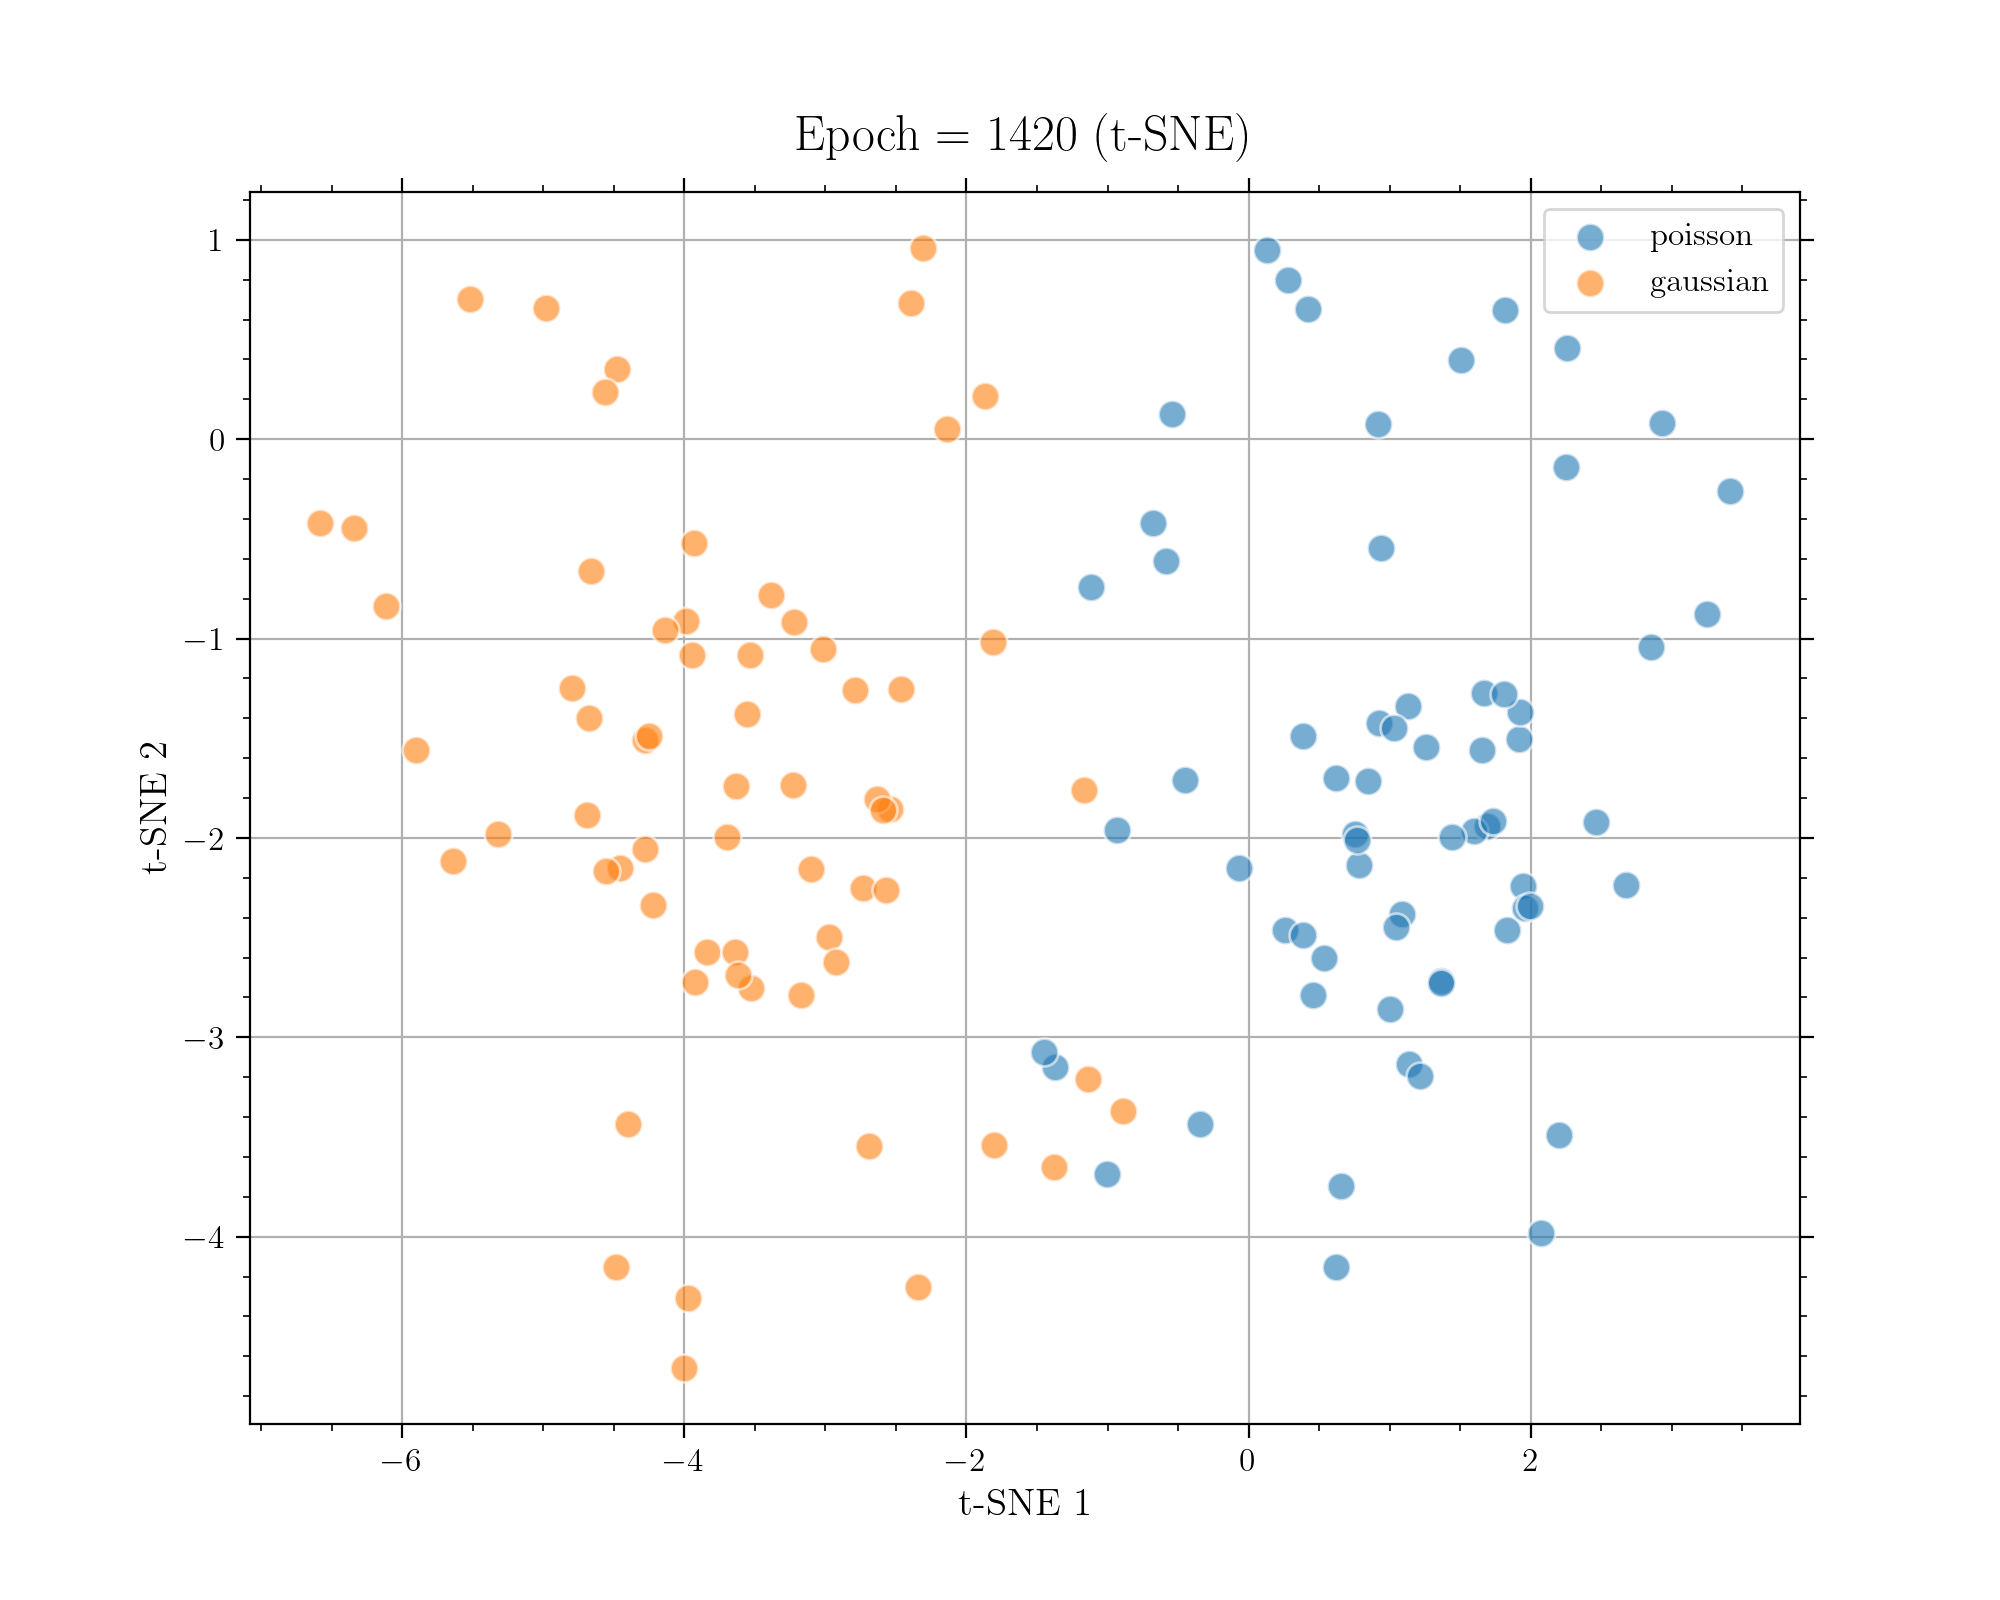 Epoch = 1420 (t-SNE)
poisson
gaussian
1
0
−1
−2
−3
−4
t-SNE 2
−6 −4 −2 0 2
t-SNE 1